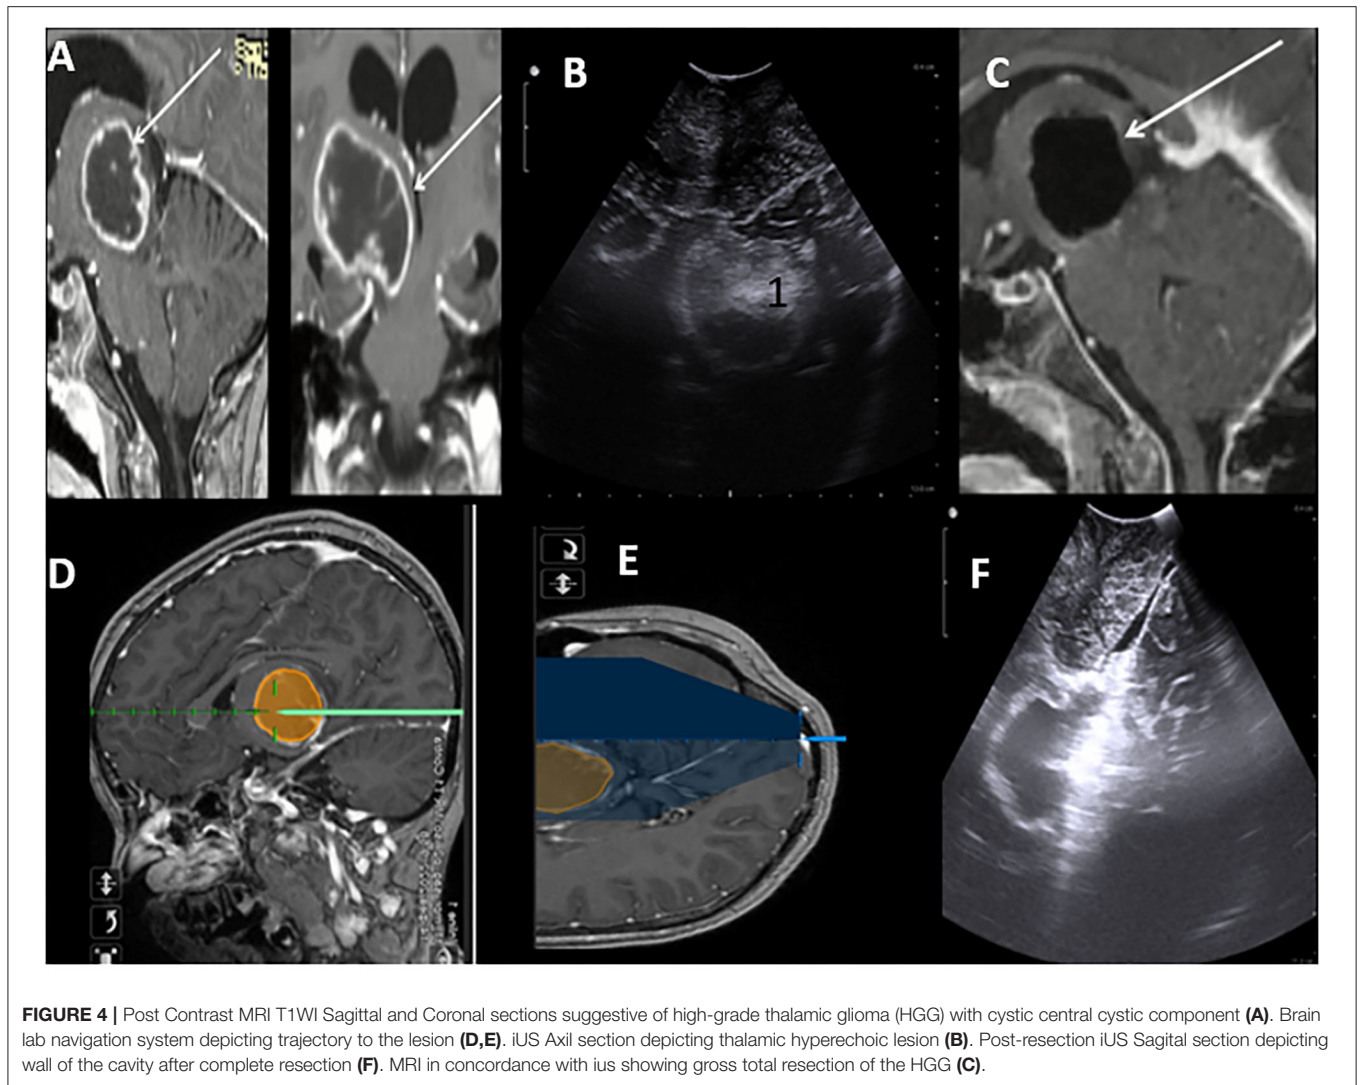 A
B
C
1
D
E
F
FIGURE 4 | Post Contrast MRI T1WI Sagittal and Coronal sections suggestive of high-grade thalamic glioma (HGG) with cystic central cystic component (A). Brain
lab navigation system depicting trajectory to the lesion (D,E). iUS Axil section depicting thalamic hyperechoic lesion (B). Post-resection iUS Sagital section depicting
wall of the cavity after complete resection (F). MRI in concordance with ius showing gross total resection of the HGG (C).